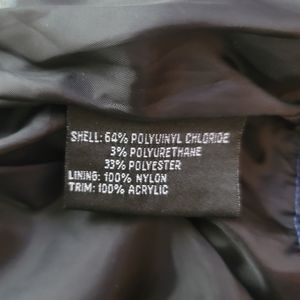 SHELL: 64% POLYVINYL CHLORIDE
3% POLYURETHANE
33% POLYESTER
LINING: 100% NYLON
TRIM: 100% ACRYLIC